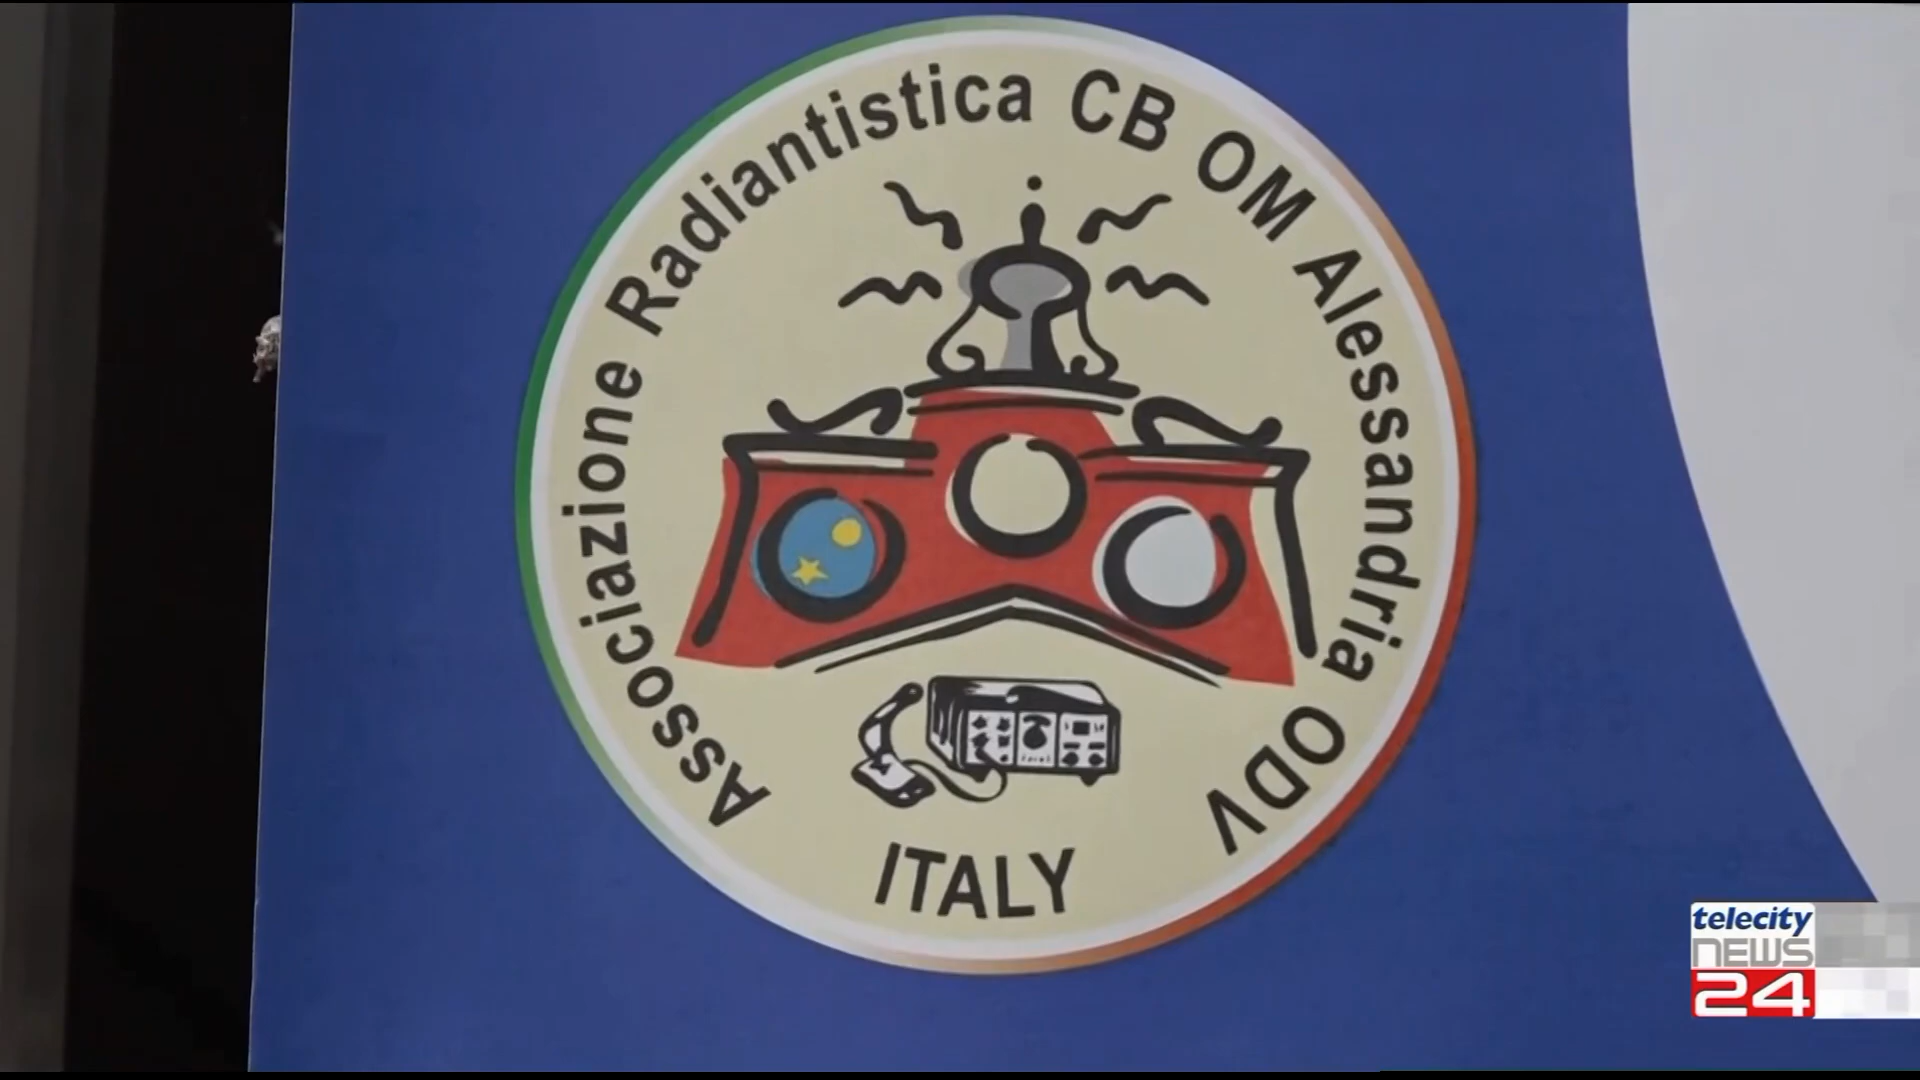 Associazione Radiantistica CB OM Alessandria ODV
ITALY
telecity
NEWS
24